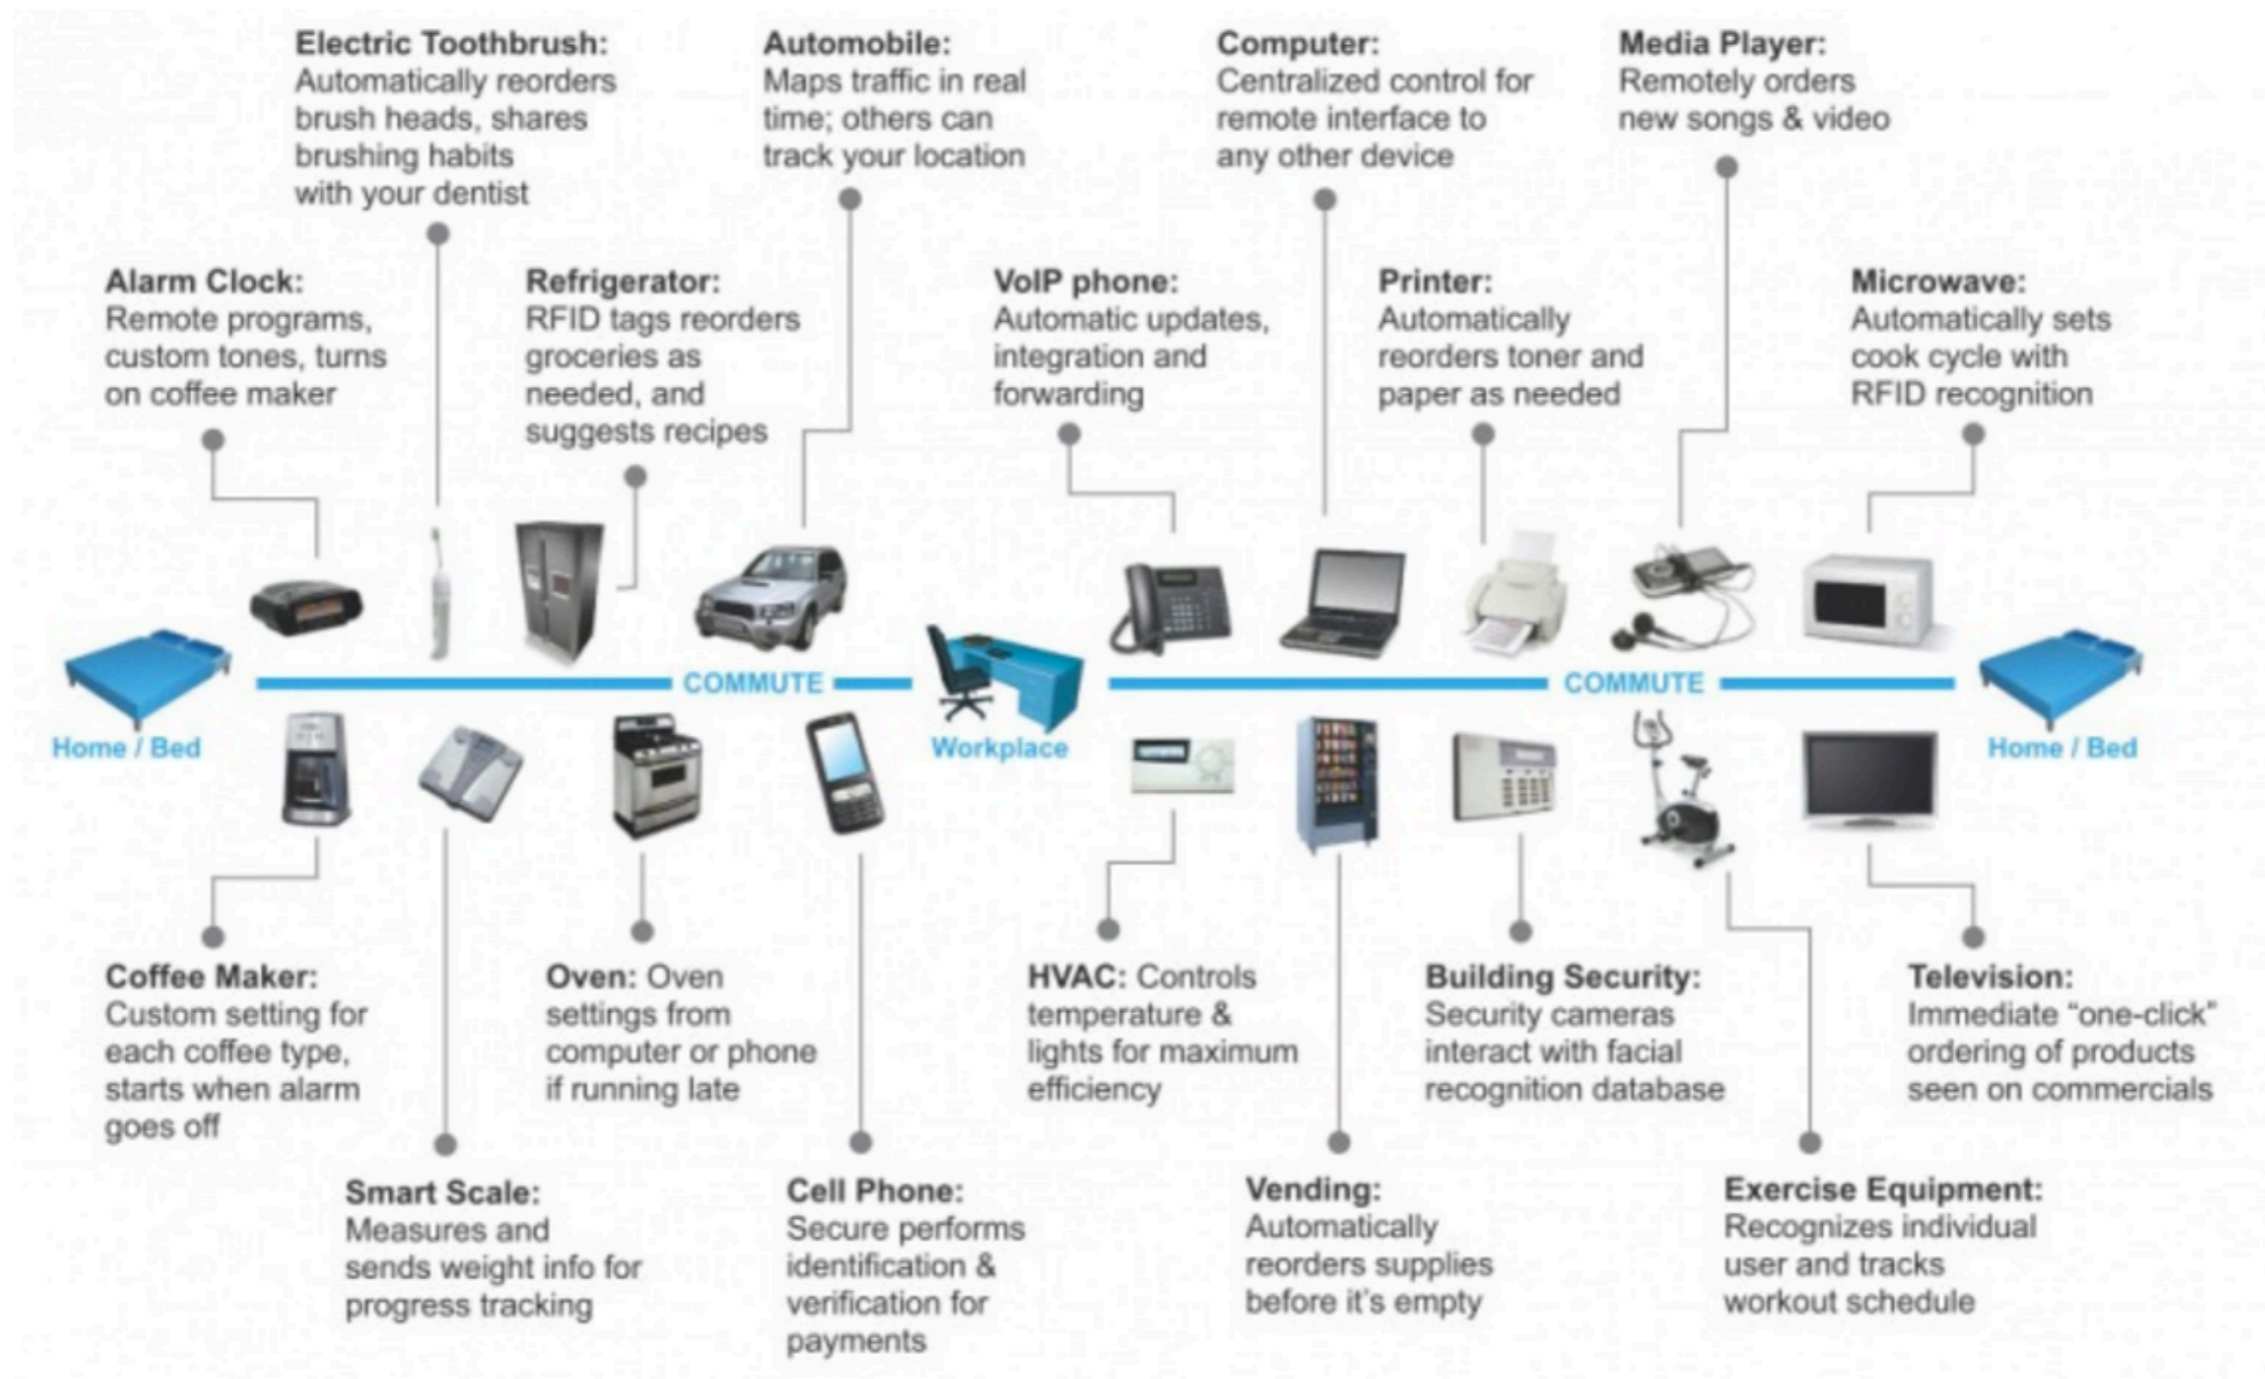 Electric Toothbrush:
Automatically reorders
brush heads, shares
brushing habits
with your dentist
Automobile:
Maps traffic in real
time; others can
track your location
Computer:
Centralized control for
remote interface to
any other device
Media Player:
Remotely orders
new songs & video
Alarm Clock:
Remote programs,
custom tones, turns
on coffee maker
Refrigerator:
RFID tags reorders
groceries as
needed, and
suggests recipes
VoIP phone:
Automatic updates,
integration and
forwarding
Printer:
Automatically
reorders toner and
paper as needed
Microwave:
Automatically sets
cook cycle with
RFID recognition
COMMUTE
COMMUTE
Home / Bed
Workplace
Home / Bed
Coffee Maker:
Custom setting for
each coffee type,
starts when alarm
goes off
Oven: Oven
settings from
computer or phone
if running late
HVAC: Controls
temperature &
lights for maximum
efficiency
Building Security:
Security cameras
interact with facial
recognition database
Television:
Immediate “one-click”
ordering of products
seen on commercials
Smart Scale:
Measures and
sends weight info for
progress tracking
Cell Phone:
Secure performs
identification &
verification for
payments
Vending:
Automatically
reorders supplies
before it's empty
Exercise Equipment:
Recognizes individual
user and tracks
workout schedule